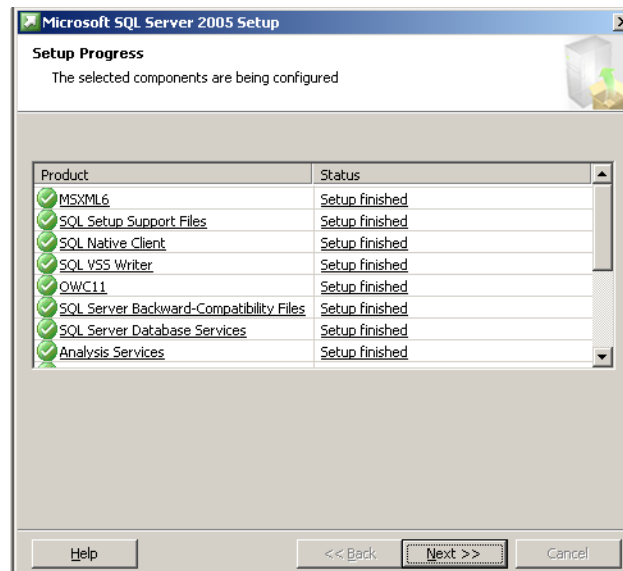 Microsoft SQL Server 2005 Setup
Setup Progress
The selected components are being configured
Product Status
MSXML6 Setup finished
SQL Setup Support Files Setup finished
SQL Native Client Setup finished
SQL VSS Writer Setup finished
OWC11 Setup finished
SQL Server Backward-Compatibility Files Setup finished
SQL Server Database Services Setup finished
Analysis Services Setup finished
Help << Back Next >> Cancel